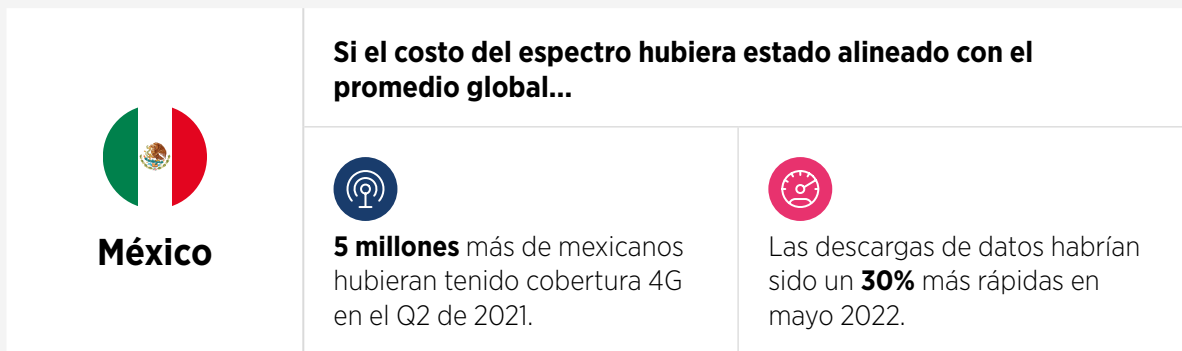 Si el costo del espectro hubiera estado alineado con el
promedio global...
México
5 millones más de mexicanos
hubieran tenido cobertura 4G
en el Q2 de 2021.
Las descargas de datos habrían
sido un 30% más rápidas en
mayo 2022.